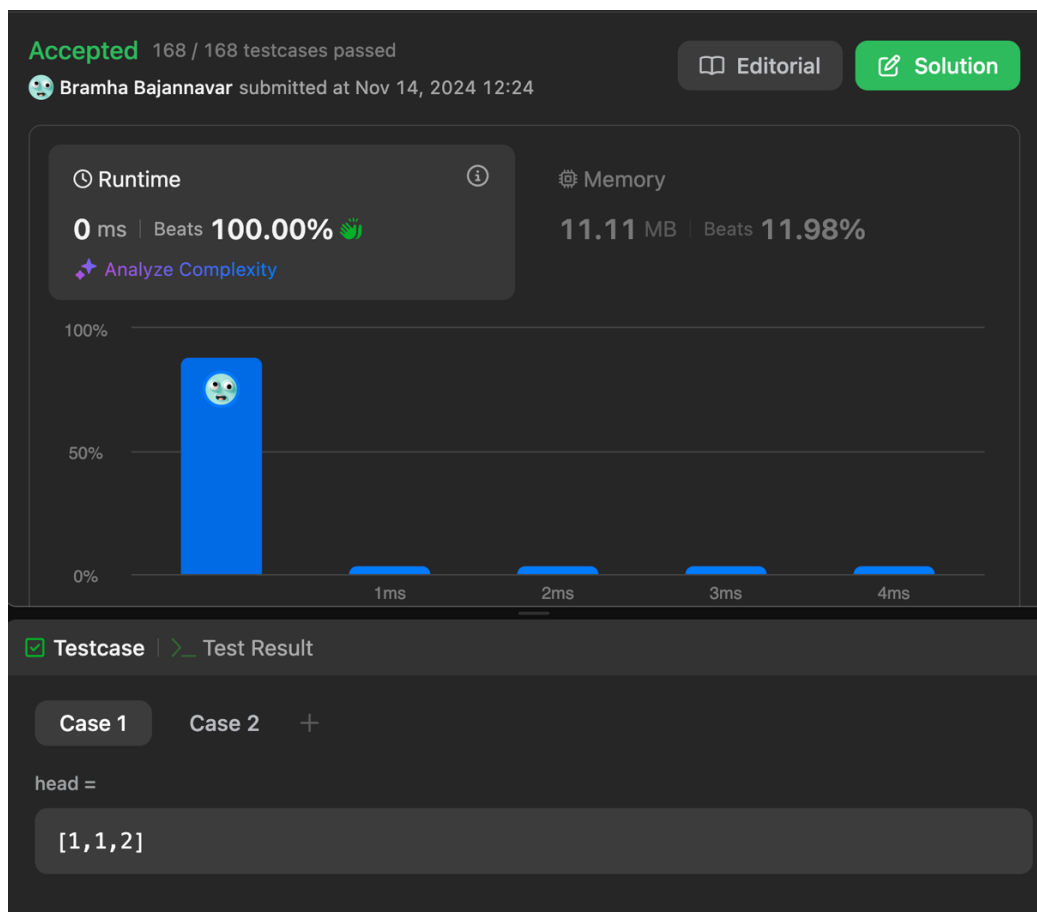 Accepted 168 / 168 testcases passed
Bramha Bajannavar submitted at Nov 14, 2024 12:24
Editorial
Solution
Runtime
0 ms | Beats 100.00%
Analyze Complexity
Memory
11.11 MB | Beats 11.98%
100%
50%
0%
1ms 2ms 3ms 4ms
Testcase | >_ Test Result
Case 1 Case 2 +
head =
[1,1,2]